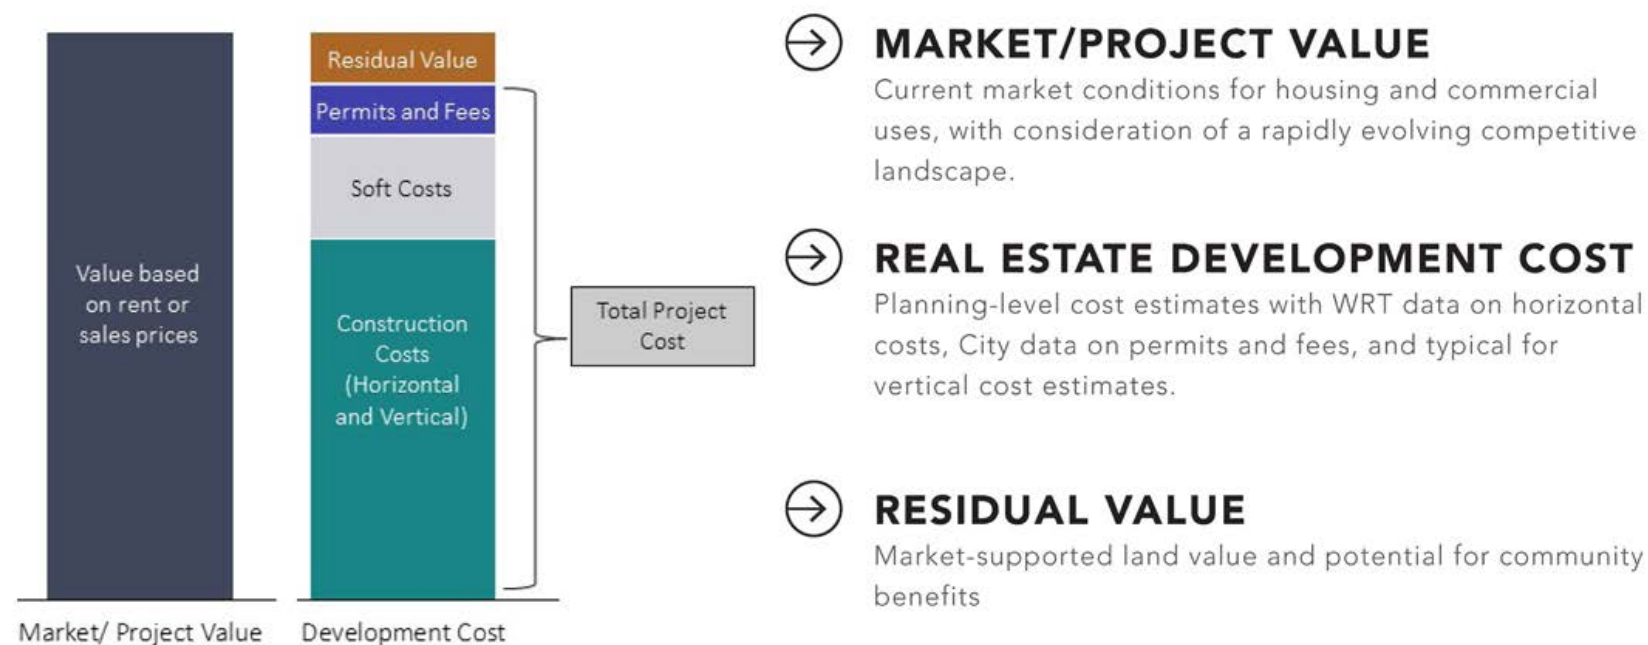 Residual Value
Permits and Fees
Soft Costs
Value based
on rent or
sales prices
Construction
Costs
(Horizontal
and Vertical)
Total Project
Cost
Market/ Project Value
Development Cost
MARKET/PROJECT VALUE
Current market conditions for housing and commercial
uses, with consideration of a rapidly evolving competitive
landscape.
REAL ESTATE DEVELOPMENT COST
Planning-level cost estimates with WRT data on horizontal
costs, City data on permits and fees, and typical for
vertical cost estimates.
RESIDUAL VALUE
Market-supported land value and potential for community
benefits